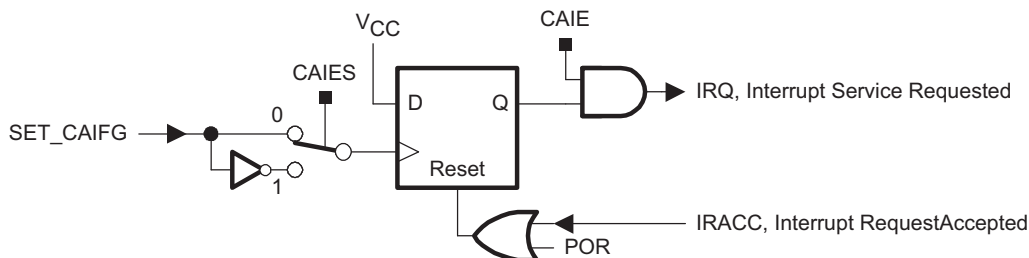 CAIE
VCC
CAIES
D
Q
IRQ, Interrupt Service Requested
0
SET_CAIFG
Reset
1
IRACC, Interrupt RequestAccepted
POR